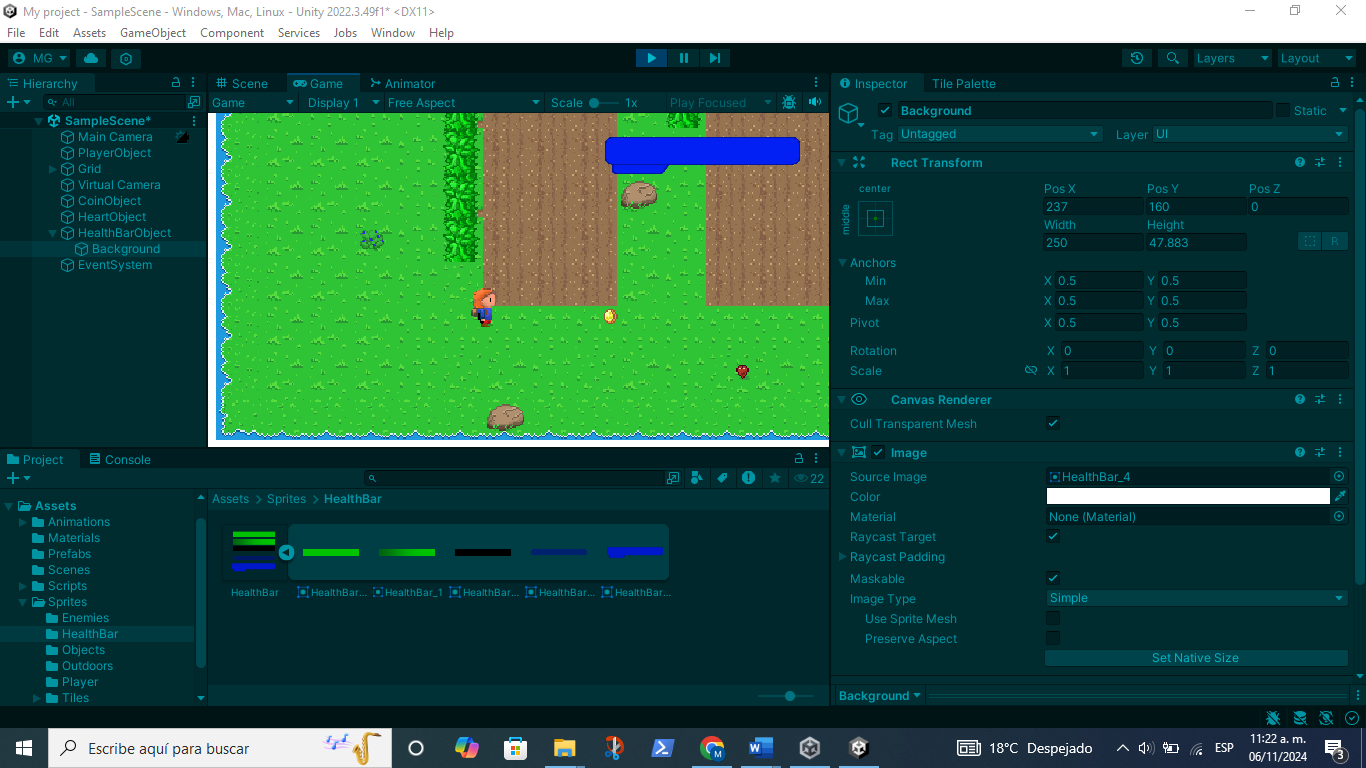 My project - SampleScene - Windows, Mac, Linux - Unity 2022.3.49f1* <DX11>
File Edit Assets GameObject Component Services Jobs Window Help
MG
Layers Layout
Hierarchy
All
SampleScene*
Main Camera
PlayerObject
Grid
Virtual Camera
CoinObject
HeartObject
HealthBarObject
Background
EventSystem
Scene Game Animator
Game Display 1 Free Aspect Scale 1x Play Focused
Inspector Tile Palette
Background Static
Tag Untagged Layer UI
Rect Transform
center
middle
Pos X Pos Y Pos Z
237 160 0
Width Height
250 47.883
R
Anchors
Min X 0.5 Y 0.5
Max X 0.5 Y 0.5
Pivot X 0.5 Y 0.5
Rotation X 0 Y 0 Z 0
Scale X 1 Y 1 Z 1
Canvas Renderer
Cull Transparent Mesh
Image
Source Image HealthBar_4
Color
Material None (Material)
Raycast Target
Raycast Padding
Maskable
Image Type Simple
Use Sprite Mesh
Preserve Aspect
Set Native Size
Background
Project Console
22
Assets
Animations
Materials
Prefabs
Scenes
Scripts
Sprites
Enemies
HealthBar
Objects
Outdoors
Player
Tiles
Assets > Sprites > HealthBar
HealthBar HealthBar... HealthBar_1 HealthBar... HealthBar... HealthBar...
Escribe aquí para buscar
18°C Despejado
ESP
11:22 a. m.
06/11/2024
3